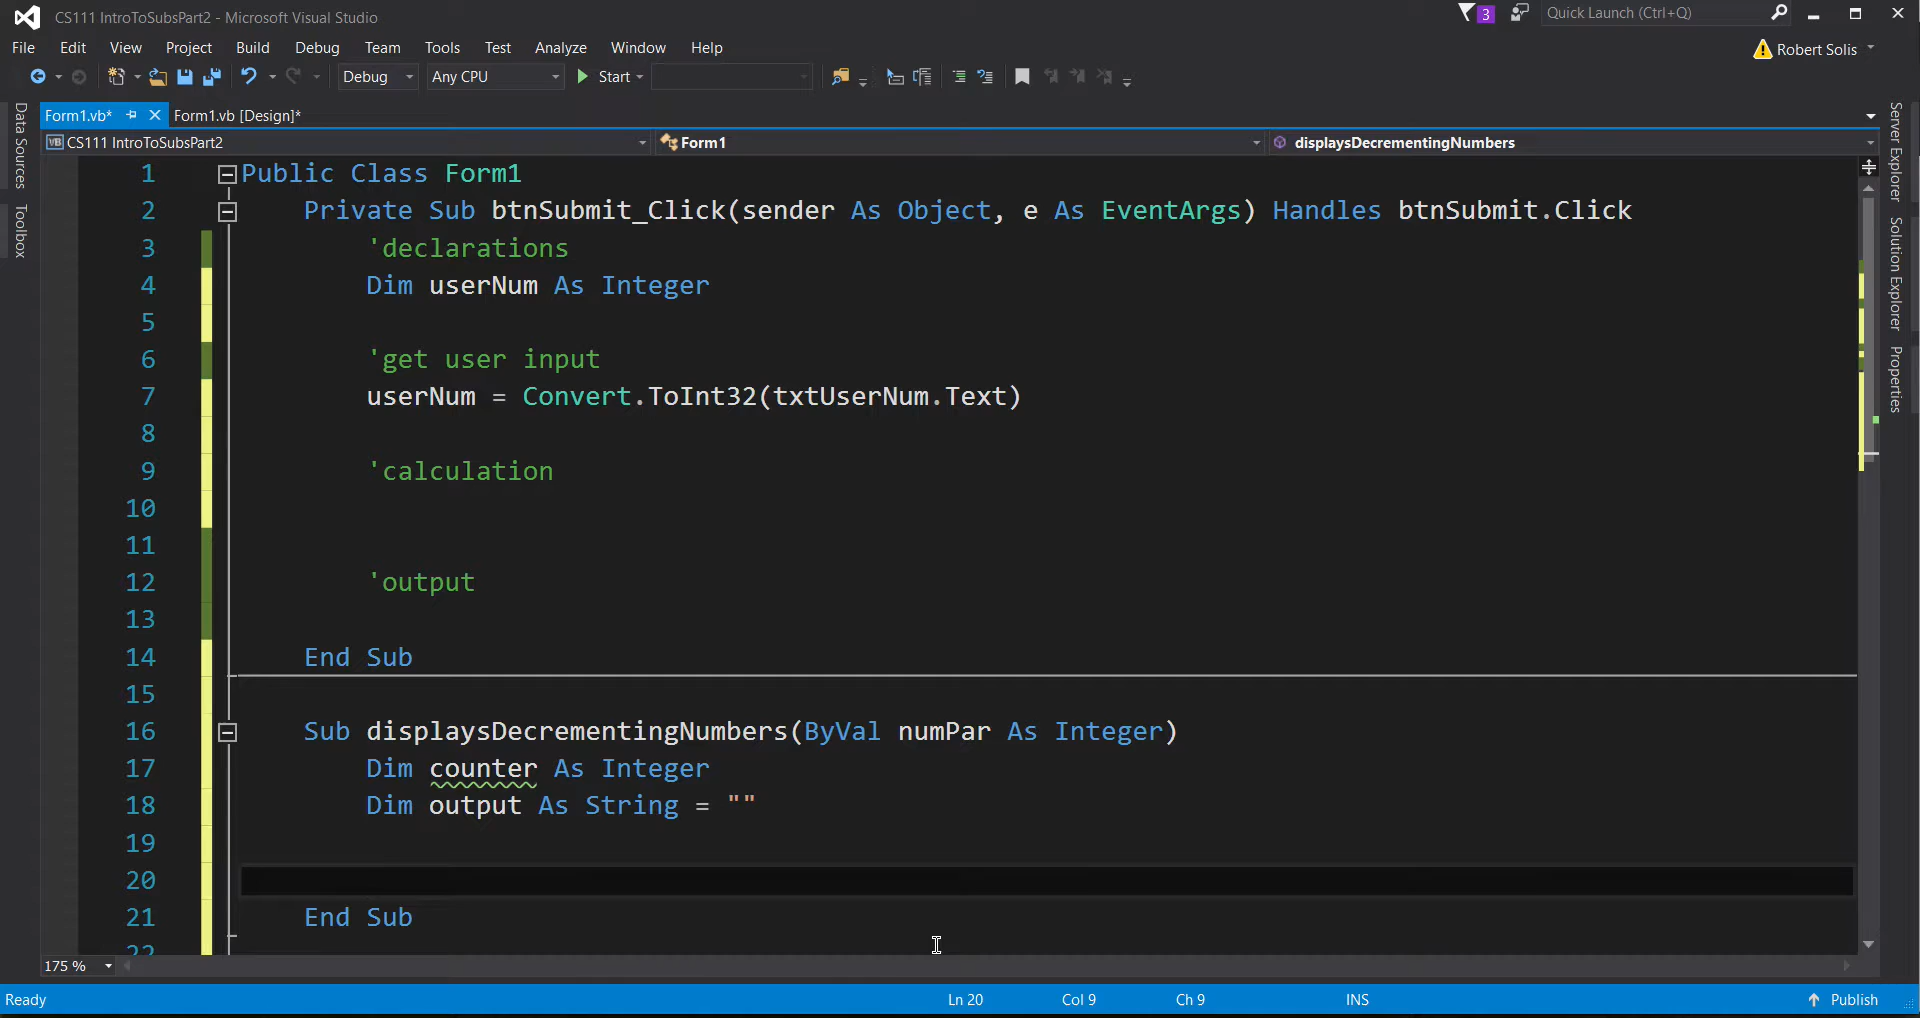 CS111 IntroToSubsPart2 - Microsoft Visual Studio
3
Quick Launch (Ctrl+Q)
File Edit View Project Build Debug Team Tools Test Analyze Window Help
Robert Solis
Debug Any CPU Start
Form1.vb* Form1.vb [Design]*
VB CS111 IntroToSubsPart2 Form1 displaysDecrementingNumbers
Data Sources
Toolbox
Server Explorer
Solution Explorer
Properties
1 Public Class Form1
2 Private Sub btnSubmit_Click(sender As Object, e As EventArgs) Handles btnSubmit.Click
3 'declarations
4 Dim userNum As Integer
5
6 'get user input
7 userNum = Convert.ToInt32(txtUserNum.Text)
8
9 'calculation
10
11
12 'output
13
14 End Sub
15
16 Sub displaysDecrementingNumbers(ByVal numPar As Integer)
17 Dim counter As Integer
18 Dim output As String = ""
19
20
21 End Sub
22
175 %
Ready Ln 20 Col 9 Ch 9 INS Publish